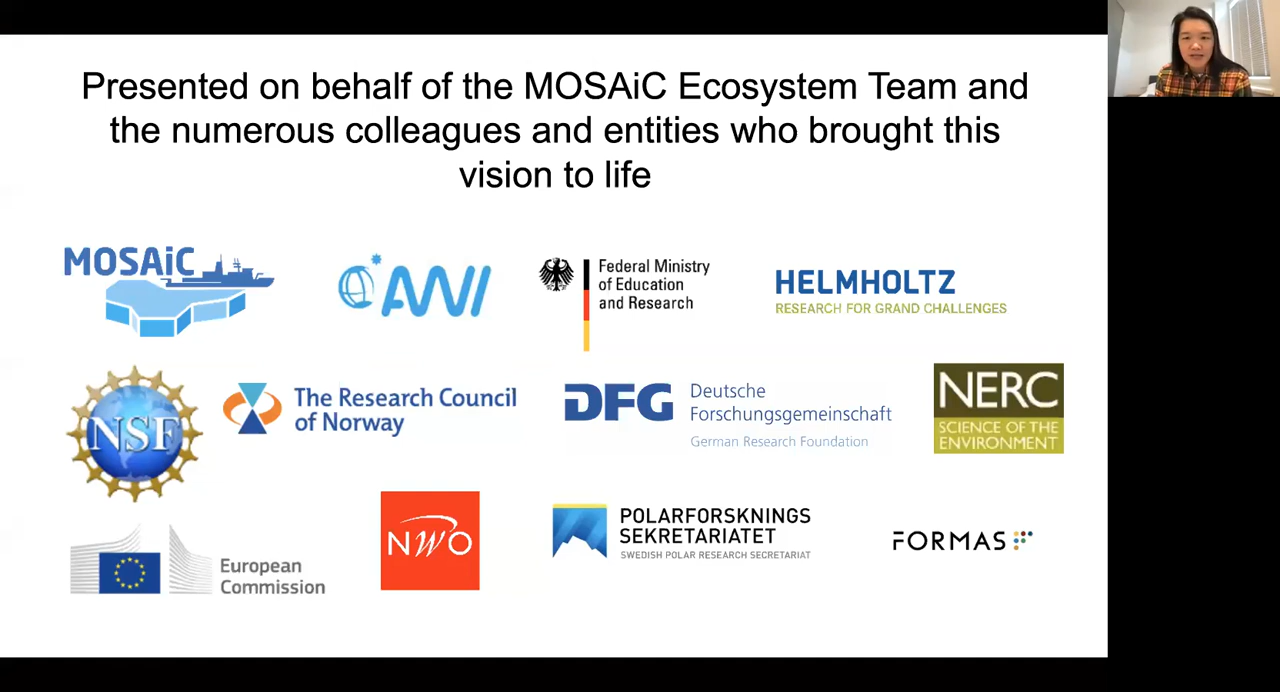 Presented on behalf of the MOSAiC Ecosystem Team and
the numerous colleagues and entities who brought this
vision to life
MOSAiC
AWI
Federal Ministry
of Education
and Research
HELMHOLTZ
RESEARCH FOR GRAND CHALLENGES
NSF
The Research Council
of Norway
DFG
Deutsche
Forschungsgemeinschaft
German Research Foundation
NERC
SCIENCE OF THE
ENVIRONMENT
European
Commission
NWO
POLARFORSKNINGS
SEKRETARIATET
SWEDISH POLAR RESEARCH SECRETARIAT
FORMAS